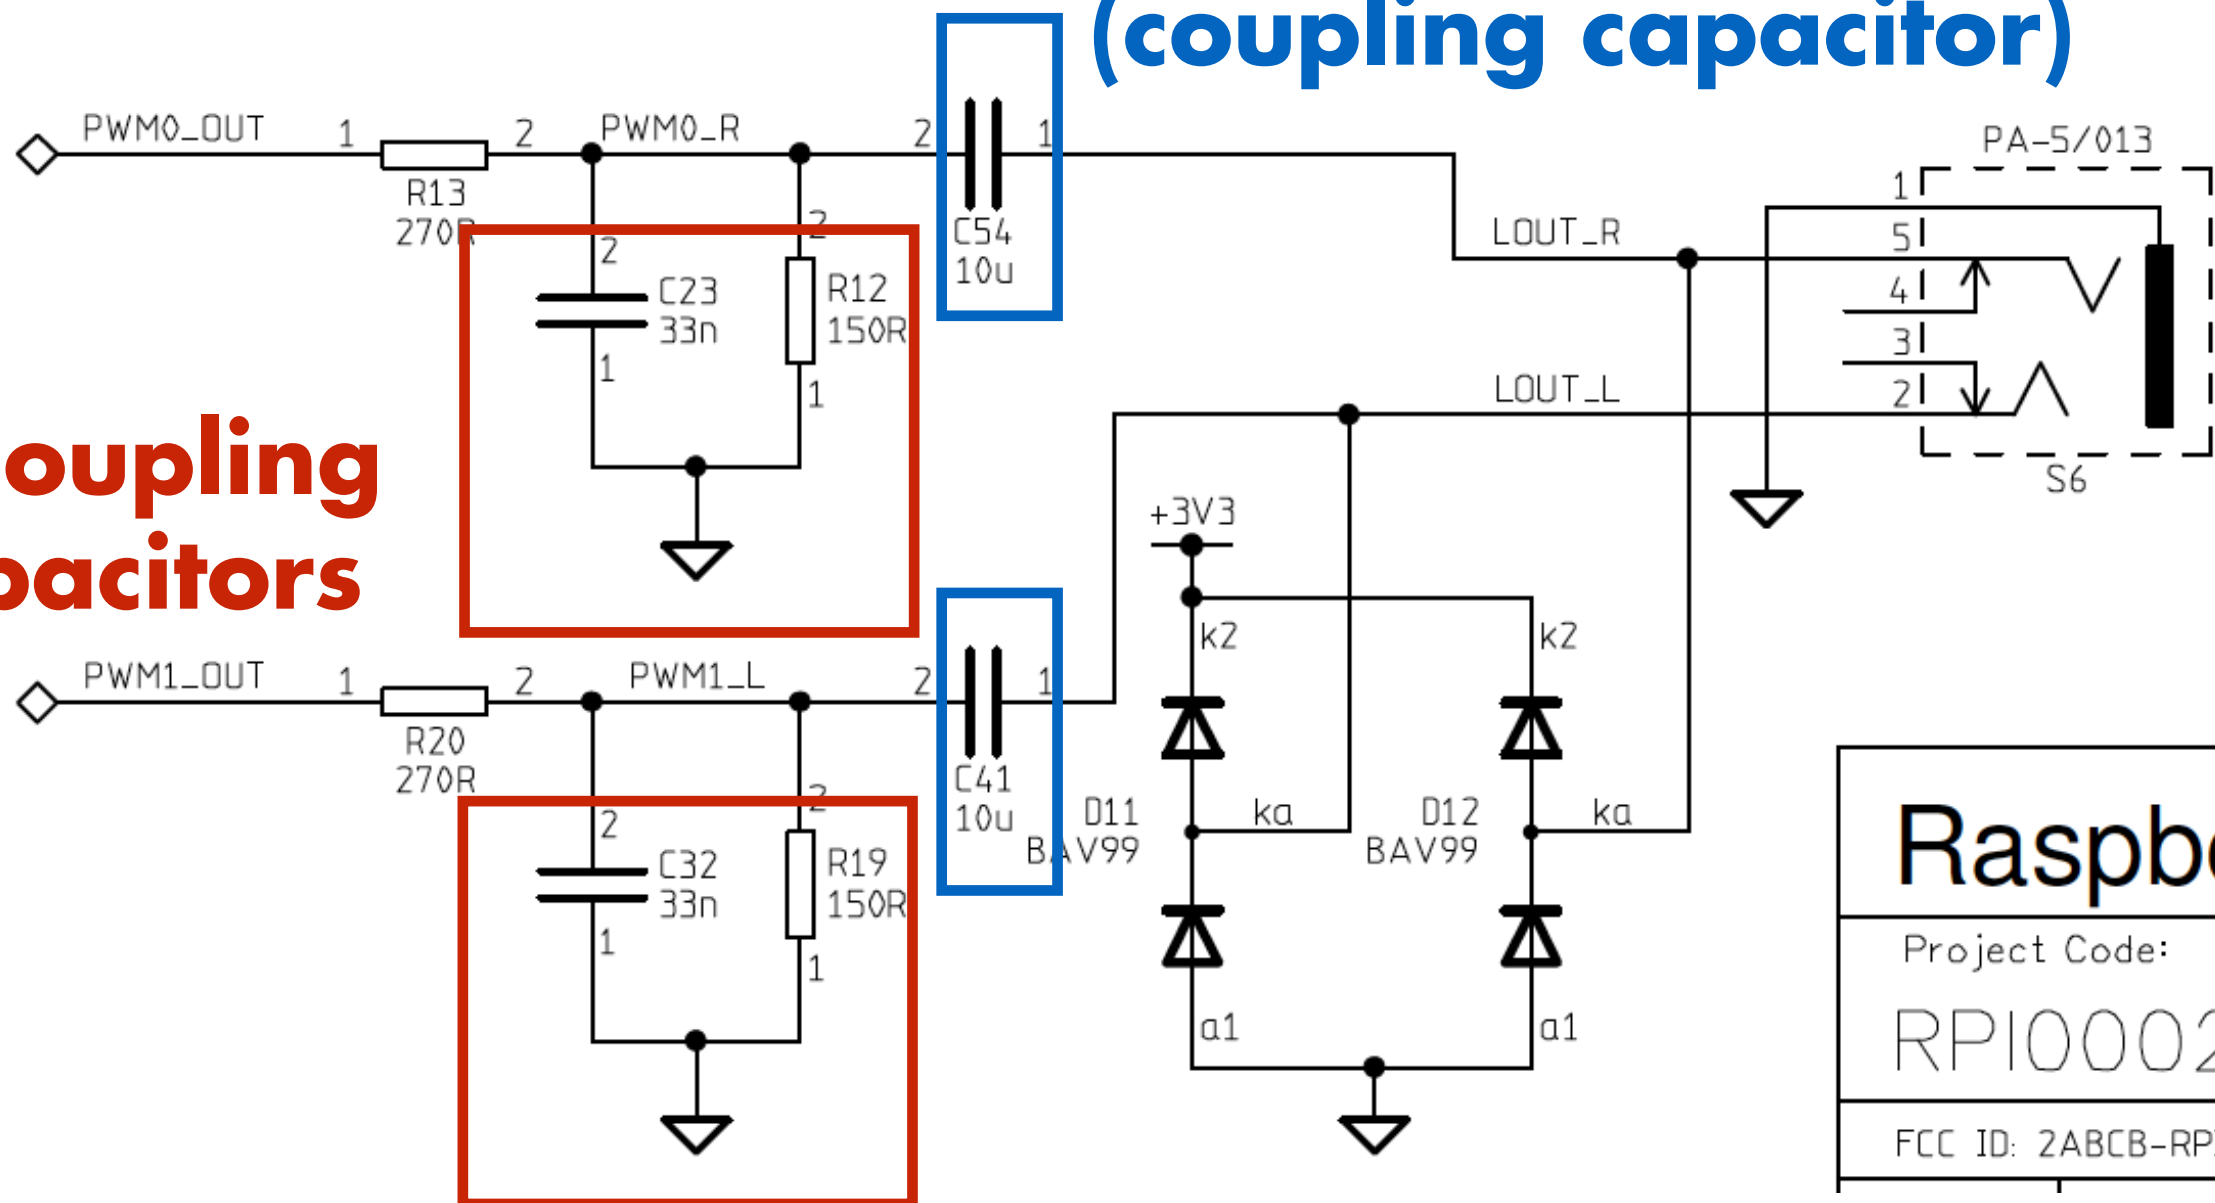 (coupling capacitor)
PWM0_OUT 1 2 PWM0_R 2 1
R13
270R
2
2
C23
33n
1
R12
150R
1
C54
10u
PA-5/013
1
5
4
3
2
LOUT_R
LOUT_L
S6
oupling
pacitors
+3V3
PWM1_OUT 1 2 PWM1_L 2 1
R20
270R
2
2
C32
33n
1
R19
150R
1
C41
10u
k2
k2
D11
BAV99
ka
D12
BAV99
ka
a1
a1
Raspbe
Project Code:
RPI0002
FCC ID: 2ABCB-RP